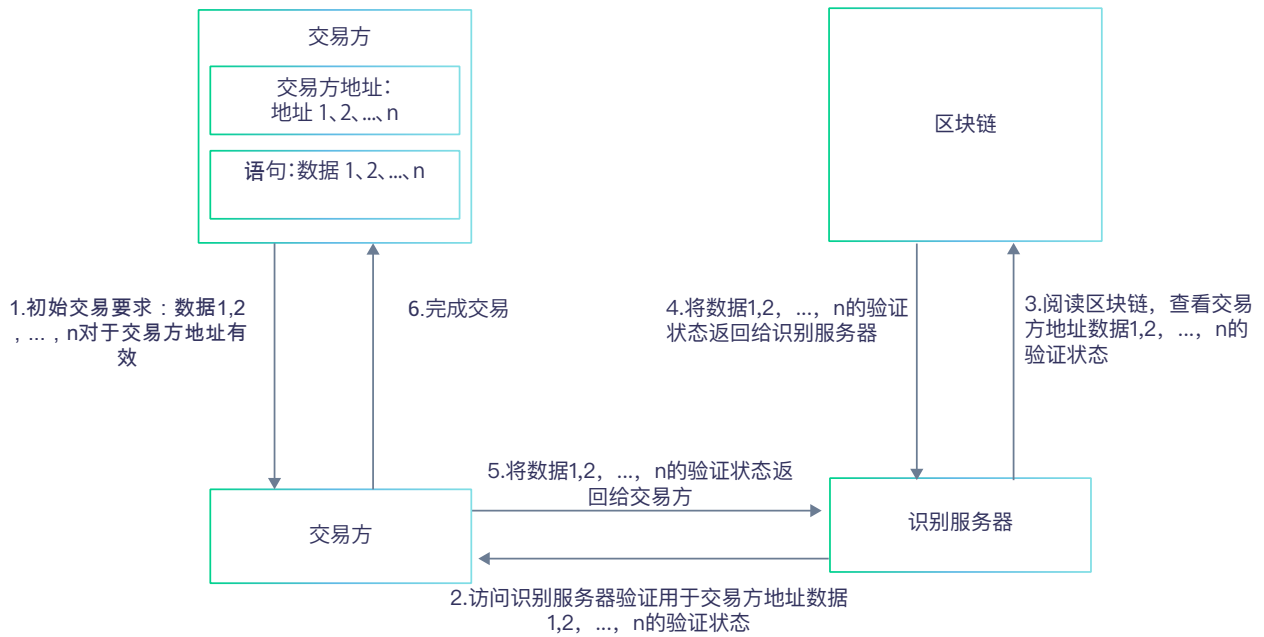 交易方
交易方地址：
地址 1、2、...、n
语句：数据 1、2、...、n
区块链
1.初始交易要求：数据1,2
，...，n对于交易方地址有
效
6.完成交易
4.将数据1,2，...，n的验证
状态返回给识别服务器
3.阅读区块链，查看交易
方地址数据1,2，...，n的
验证状态
5.将数据1,2，...，n的验证状态返
回给交易方
交易方
识别服务器
2.访问识别服务器验证用于交易方地址数据
1,2，...，n的验证状态